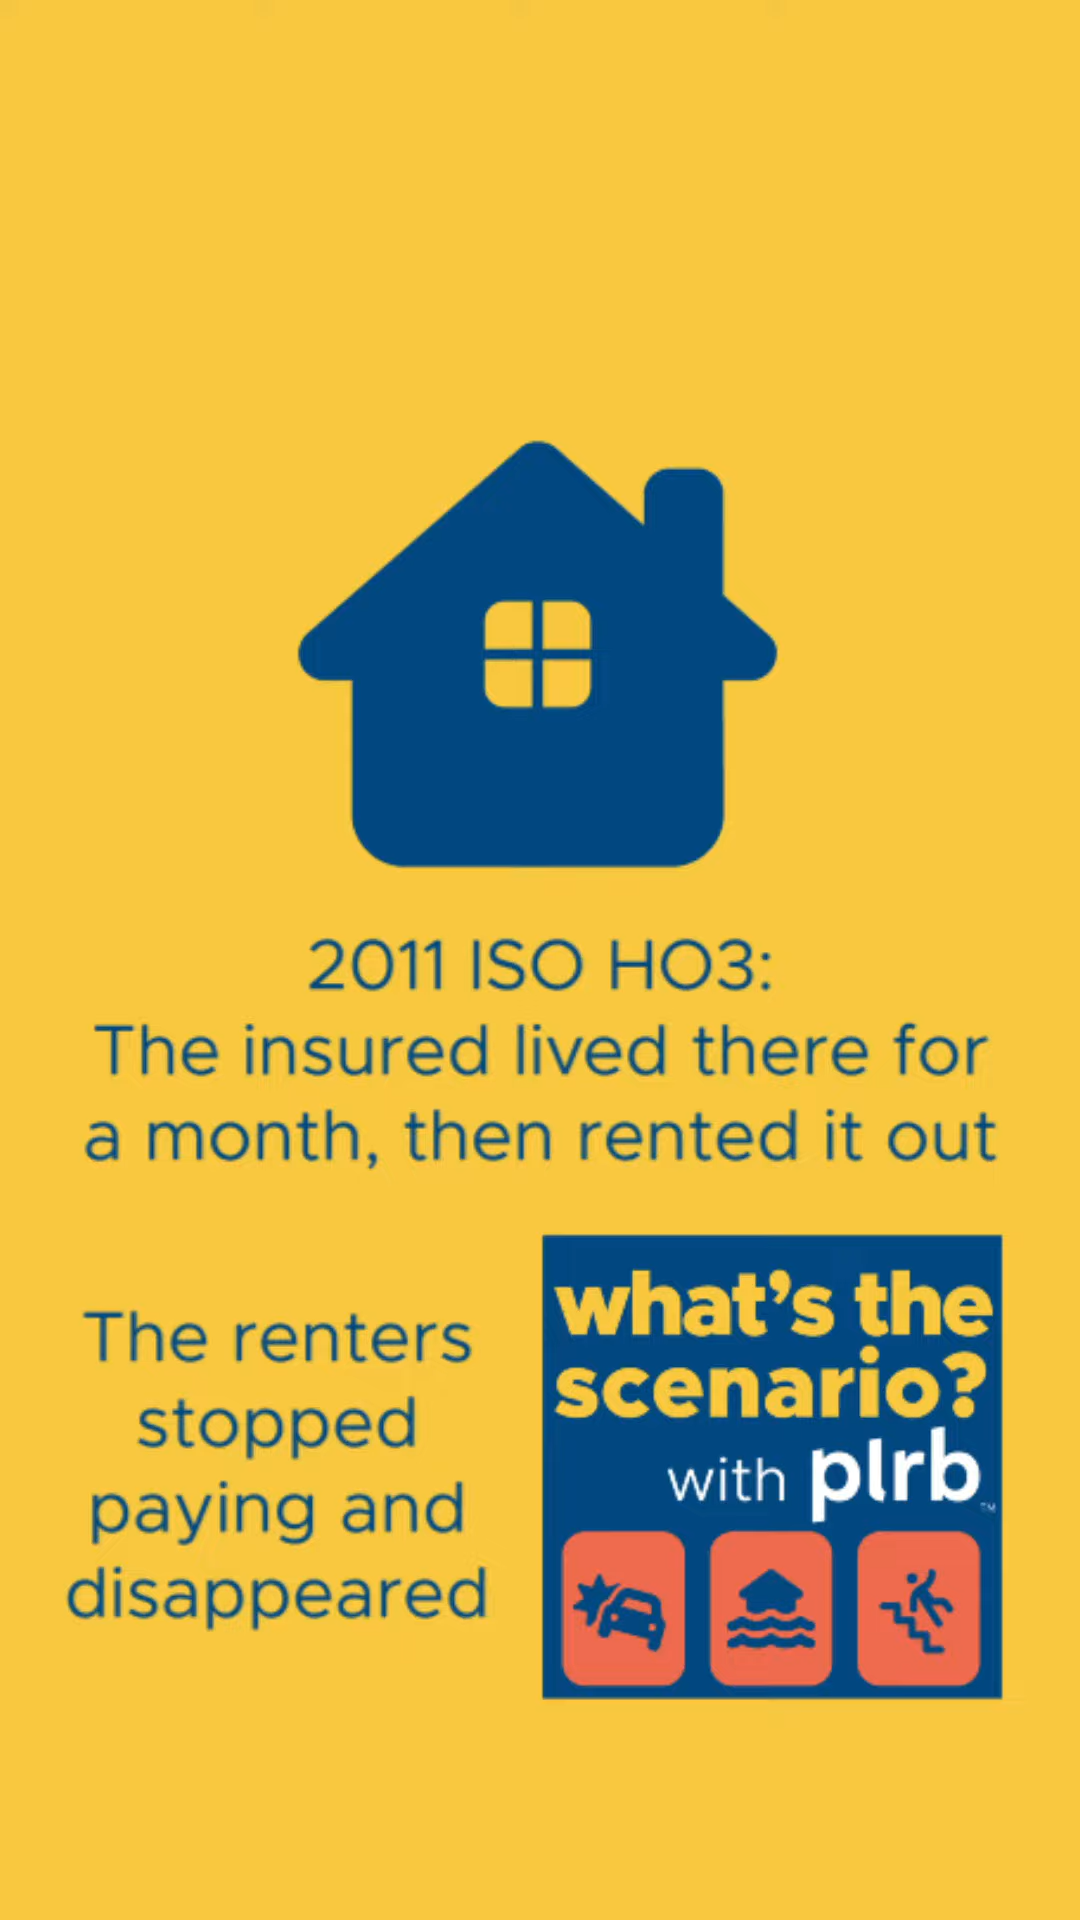 2011 ISO HO3:
The insured lived there for
a month, then rented it out
The renters
stopped
paying and
disappeared
what's the
scenario?
with plrb™